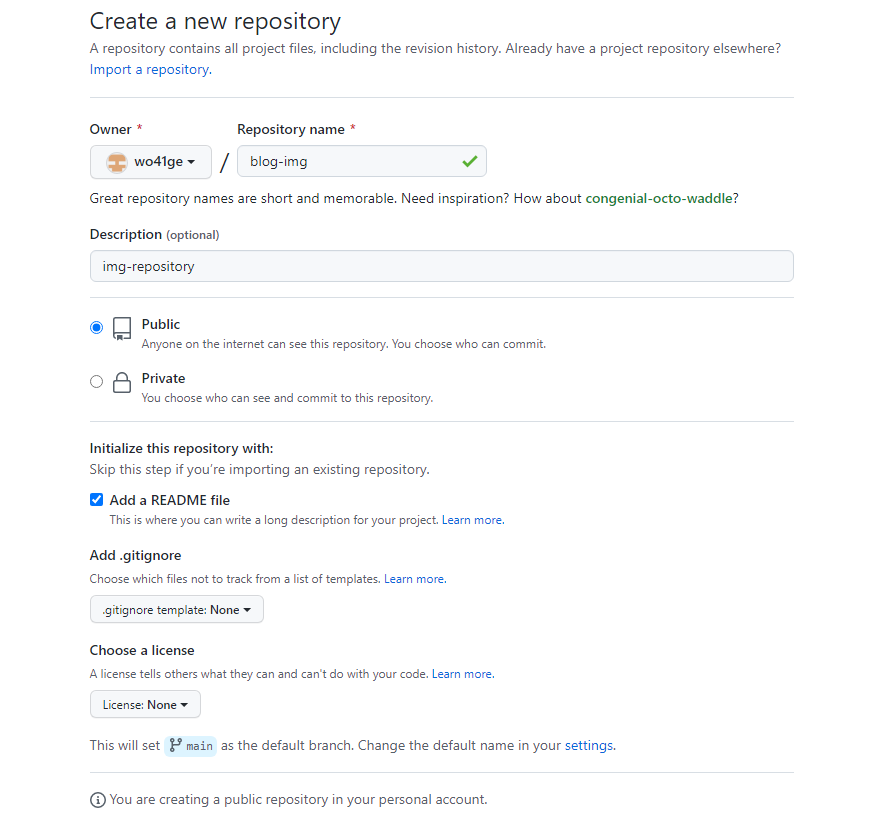 Create a new repository
A repository contains all project files, including the revision history. Already have a project repository elsewhere?
Import a repository.
Owner *
Repository name *
wo41ge
/
blog-img
Great repository names are short and memorable. Need inspiration? How about congenial-octo-waddle?
Description (optional)
img-repository
Public
Anyone on the internet can see this repository. You choose who can commit.
Private
You choose who can see and commit to this repository.
Initialize this repository with:
Skip this step if you're importing an existing repository.
Add a README file
This is where you can write a long description for your project. Learn more.
Add .gitignore
Choose which files not to track from a list of templates. Learn more.
.gitignore template: None
Choose a license
A license tells others what they can and can't do with your code. Learn more.
License: None
This will set main as the default branch. Change the default name in your settings.
You are creating a public repository in your personal account.